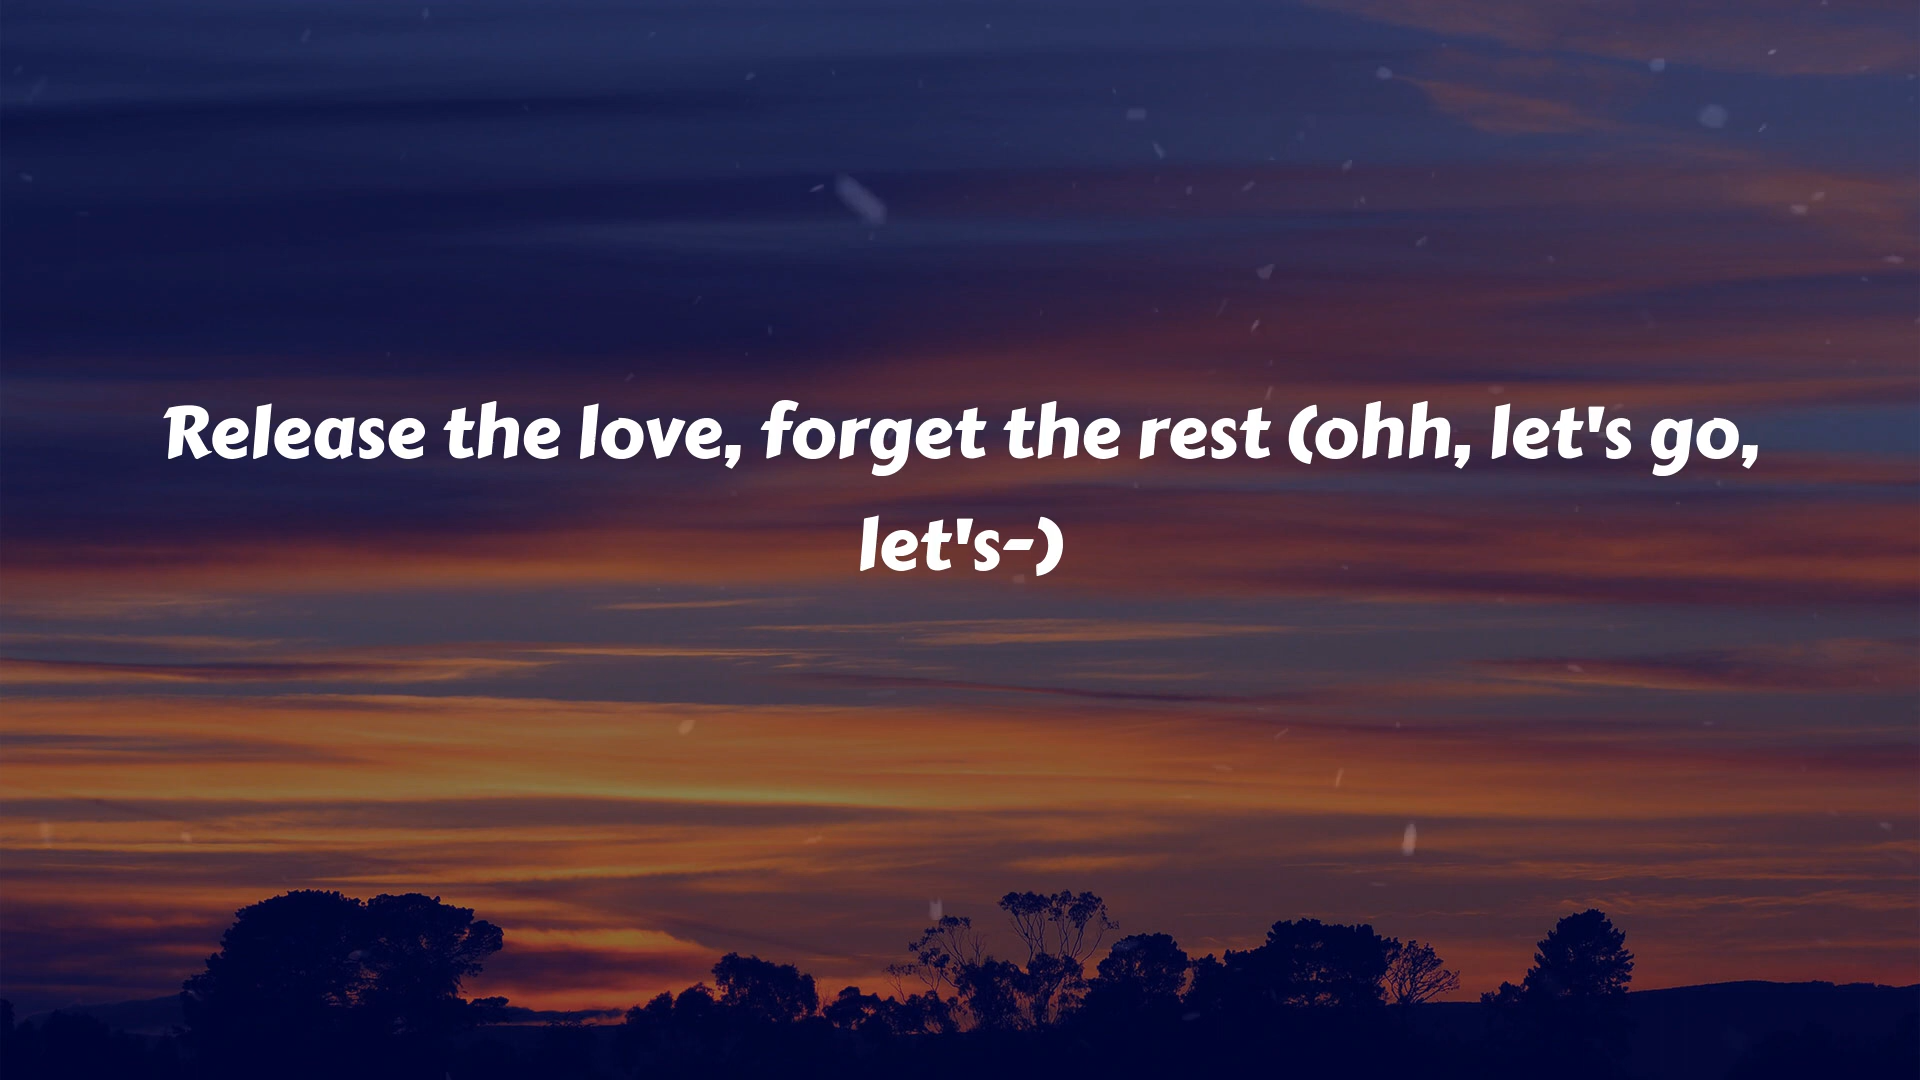 Release the love, forget the rest (ohh, let's go,
let's-)